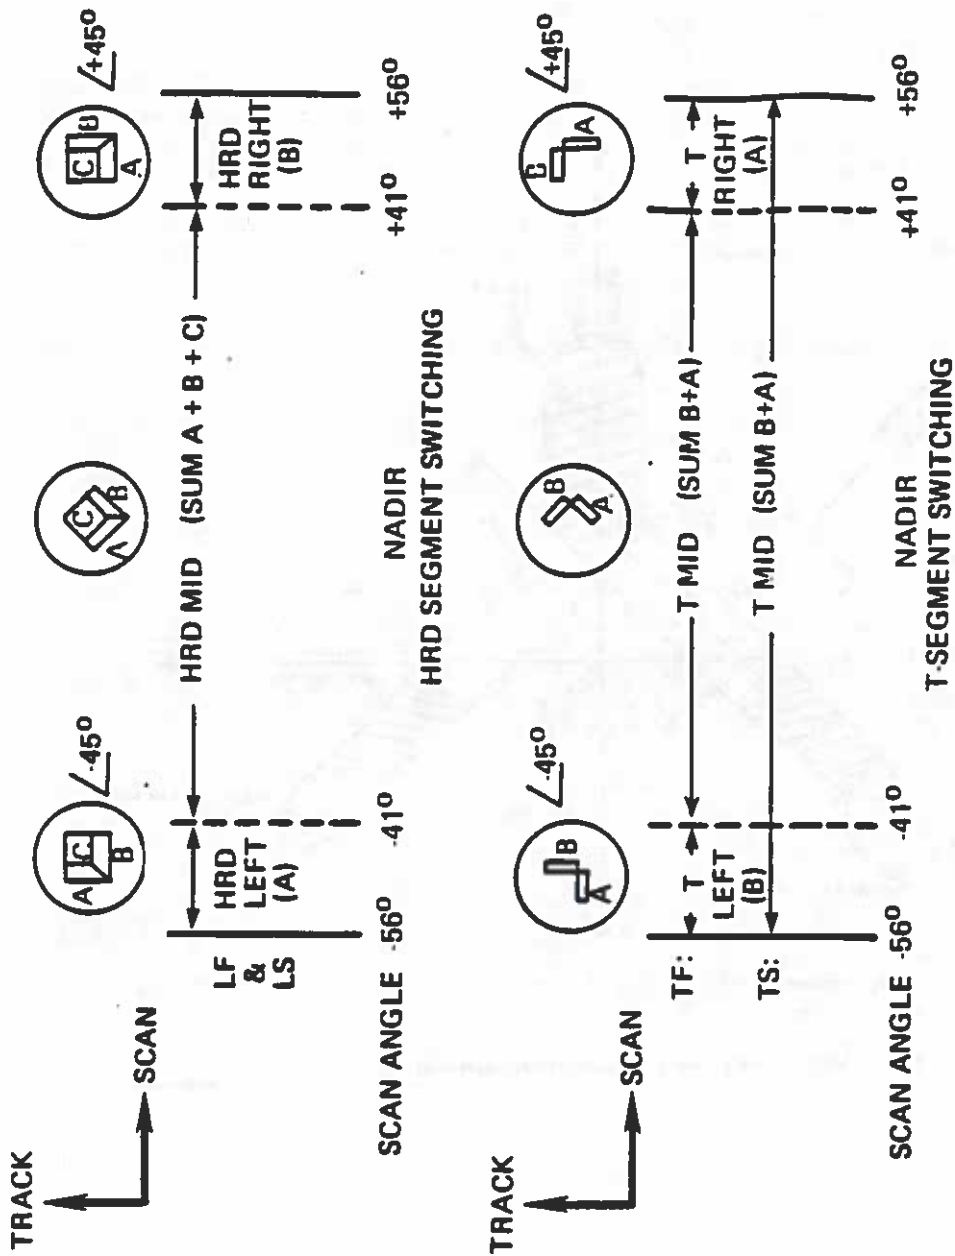 TRACK
SCAN
A
C
B
-45°
C
B
A
C
B
A
+45°
LF
&
LS
HRD
LEFT
(A)
HRD MID (SUM A + B + C)
HRD
RIGHT
(B)
SCAN ANGLE -56°
-41°
NADIR
+41°
+56°
HRD SEGMENT SWITCHING
TRACK
SCAN
B
A
-45°
B
A
A
+45°
TF:
T
LEFT
(B)
T MID (SUM B+A)
T
RIGHT
(A)
TS:
T MID (SUM B+A)
SCAN ANGLE -56°
-41°
NADIR
+41°
+56°
T-SEGMENT SWITCHING